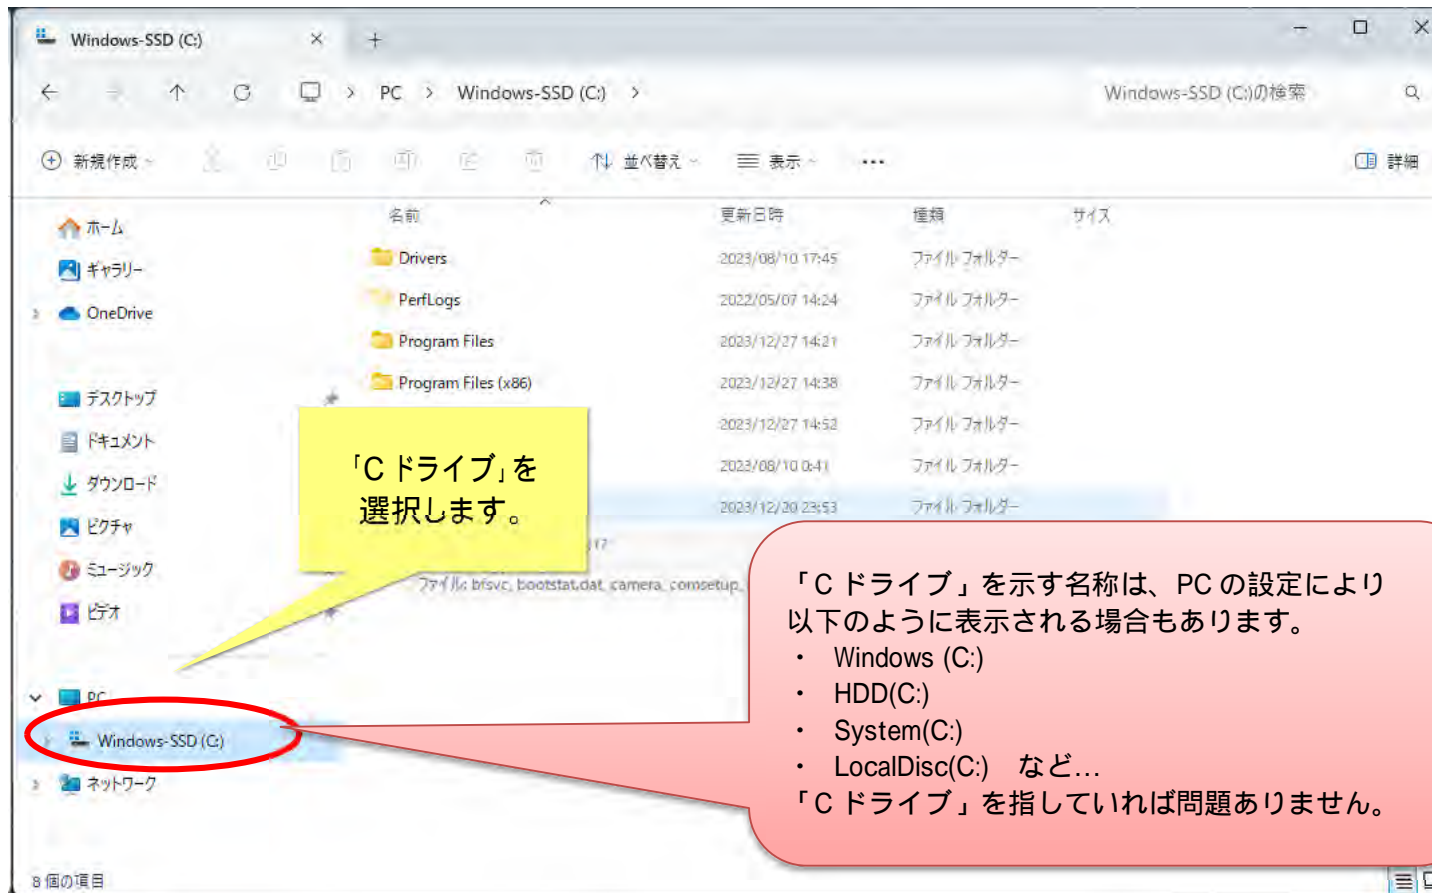 Windows-SSD (C:)
PC > Windows-SSD (C:) >
Windows-SSD (C:)の検索
新規作成
並べ替え
表示
詳細
名前 更新日時 種類 サイズ
ホーム
ギャラリー
OneDrive
デスクトップ
ドキュメント
ダウンロード
ピクチャ
ミュージック
ビデオ
PC
Windows-SSD (C:)
ネットワーク
Drivers 2023/08/10 17:45 ファイル フォルダー
PerfLogs 2022/05/07 14:24 ファイル フォルダー
Program Files 2023/12/27 14:21 ファイル フォルダー
Program Files (x86) 2023/12/27 14:38 ファイル フォルダー
2023/12/27 14:52 ファイル フォルダー
2023/08/10 0:41 ファイル フォルダー
2023/12/20 23:53 ファイル フォルダー
ファイル: bfsvc, bootstat.dat, camera, comsetup,
「C ドライブ」を
選択します。
「C ドライブ」を示す名称は、PC の設定により
以下のように表示される場合もあります。
・ Windows (C:)
・ HDD(C:)
・ System(C:)
・ LocalDisc(C:) など…
「C ドライブ」を指していれば問題ありません。
8 個の項目